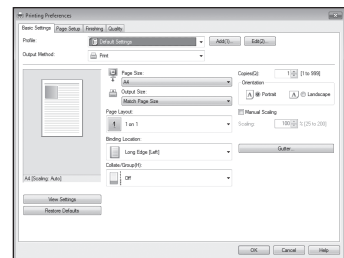 Printing Preferences
Basic Settings Page Setup Finishing Quality
Profile: Default Settings Add(1)... Edit(2)...
Output Method: Print
Page Size: Copies(Q): 1 [1 to 999]
A4
Orientation
Output Size:
Match Page Size
A Portrait A Landscape
Page Layout: Manual Scaling
1 1 on 1
Scaling: 100 % [25 to 200]
Binding Location:
Long Edge [Left] Gutter...
Collate/Group(H):
Off
A4 [Scaling: Auto]
View Settings
Restore Defaults
OK Cancel Help